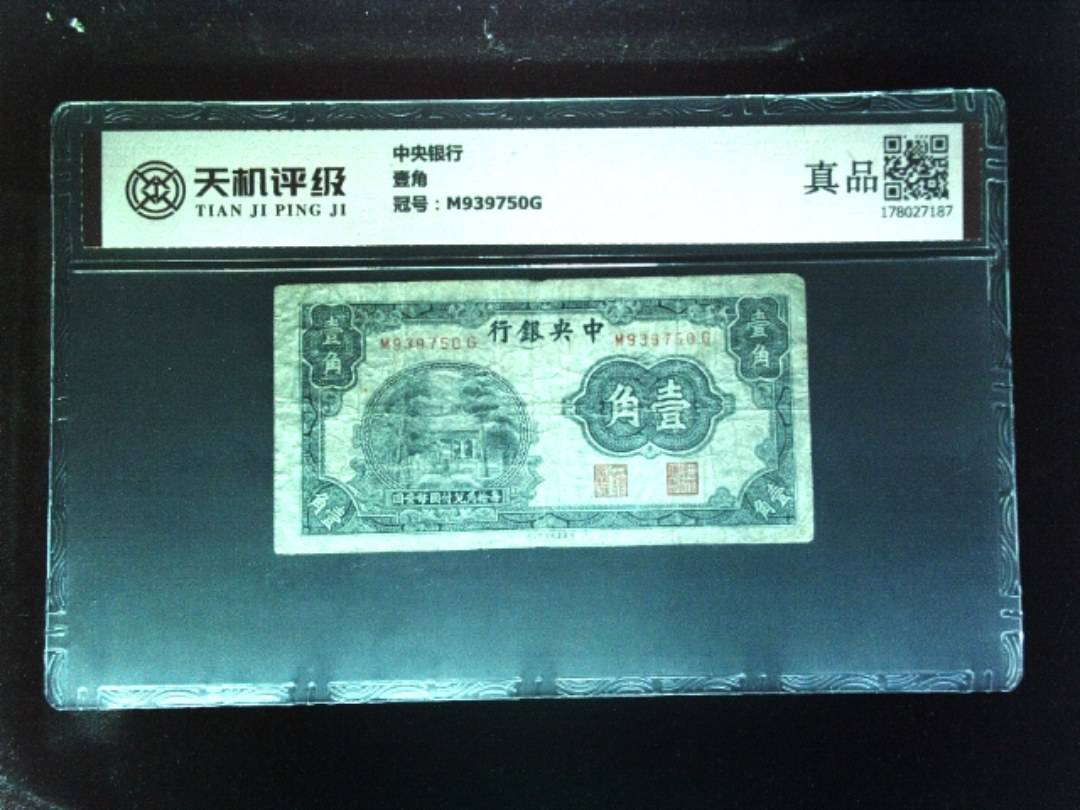 天机评级
TIAN JI PING JI
中央银行
壹角
冠号：M939750G
真品
178027187
壹角
行銀央中
壹角
M939750G
M939750G
角壹